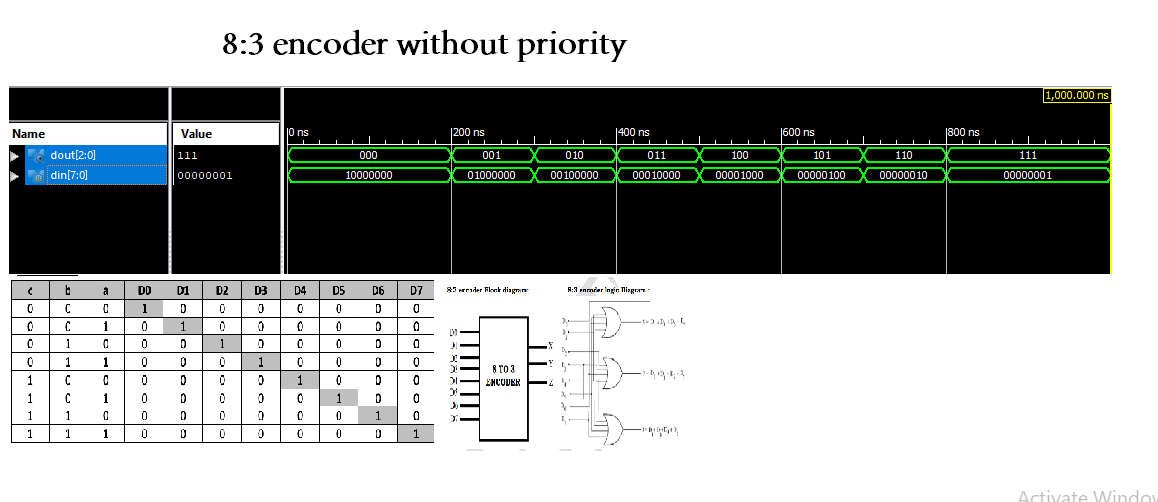 8:3 encoder without priority
1,000.000 ns
Name Value 0 ns 200 ns 400 ns 600 ns 800 ns
dout[2:0] 111 000 001 010 011 100 101 110 111
din[7:0] 00000001 10000000 01000000 00100000 00010000 00001000 00000100 00000010 00000001
c b a D0 D1 D2 D3 D4 D5 D6 D7
0 0 0 1 0 0 0 0 0 0 0
0 0 1 0 1 0 0 0 0 0 0
0 1 0 0 0 1 0 0 0 0 0
0 1 1 0 0 0 1 0 0 0 0
1 0 0 0 0 0 0 1 0 0 0
1 0 1 0 0 0 0 0 1 0 0
1 1 0 0 0 0 0 0 0 1 0
1 1 1 0 0 0 0 0 0 0 1
8:3 encoder Block diagram:
D0
D1
D2
D3
D4
D5
D6
D7
8 TO 3
ENCODER
X
Y
Z
8:3 encoder logic Diagram :
Activate Window